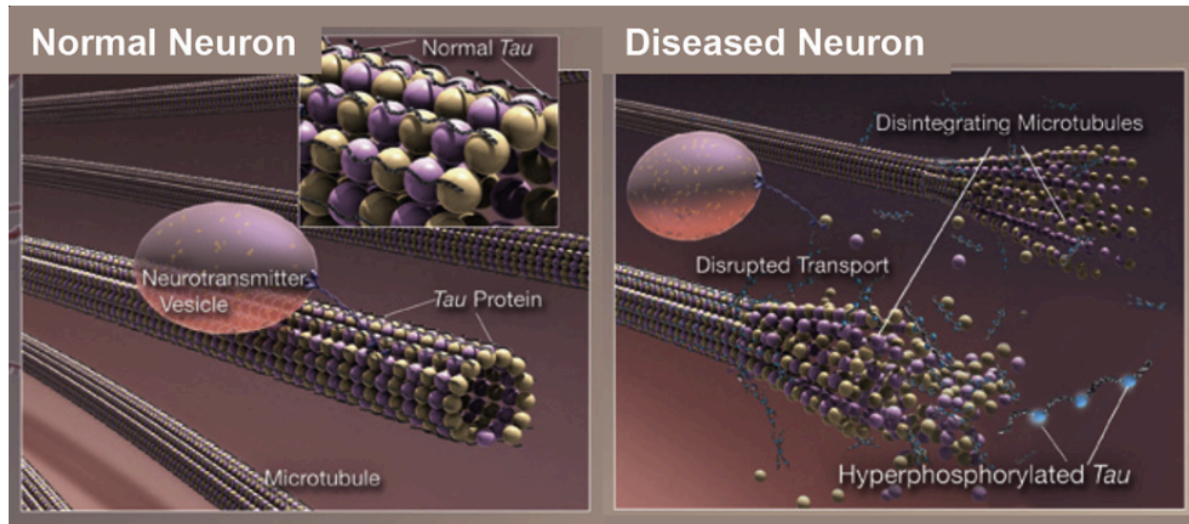 Normal Neuron
Normal Tau
Neurotransmitter
Vesicle
Tau Protein
Microtubule
Diseased Neuron
Disintegrating Microtubules
Disrupted Transport
Hyperphosphorylated Tau